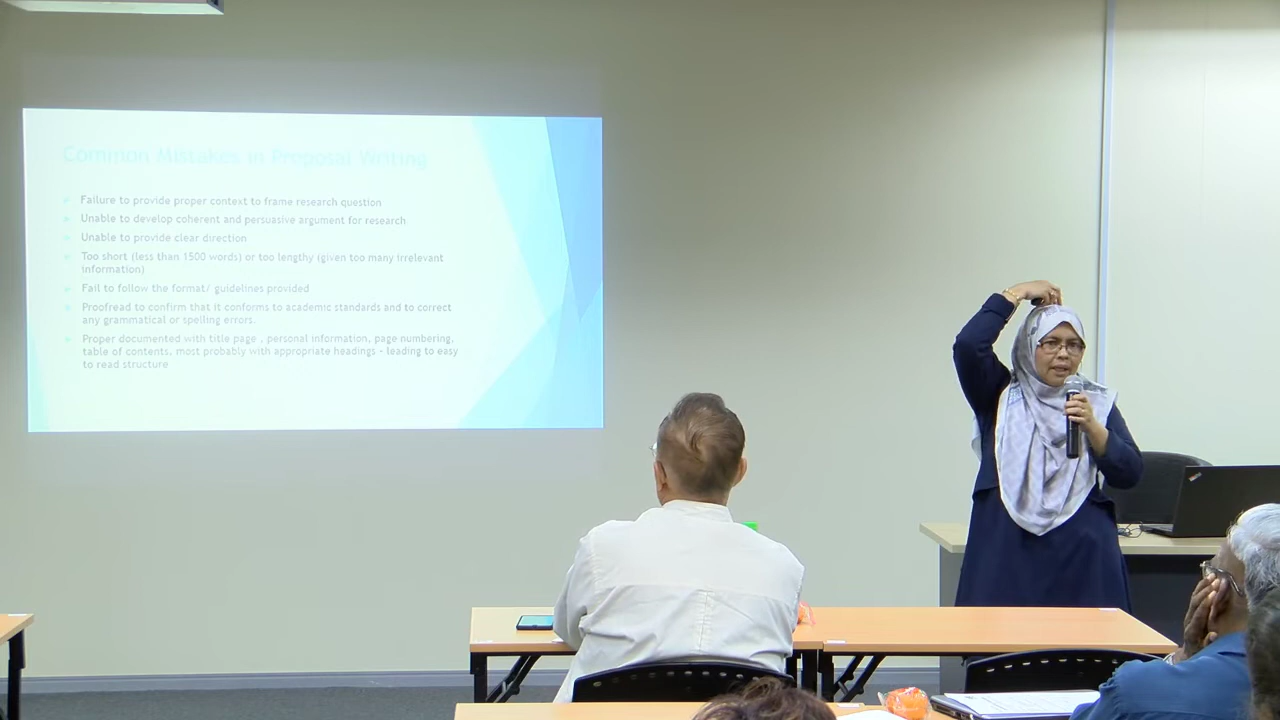 Common Mistakes in Proposal Writing
Failure to provide proper context to frame research question
Unable to develop coherent and persuasive argument for research
Unable to provide clear direction
Too short (less than 1500 words) or too lengthy (given too many irrelevant
information)
Fail to follow the format/ guidelines provided
Proofread to confirm that it conforms to academic standards and to correct
any grammatical or spelling errors.
Proper documented with title page , personal information, page numbering,
table of contents, most probably with appropriate headings - leading to easy
to read structure